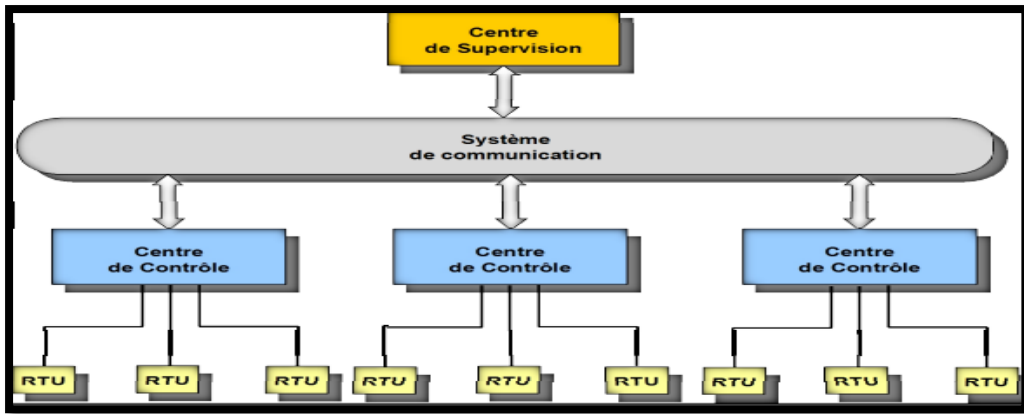 Centre
de Supervision
Système
de communication
Centre
de Contrôle
Centre
de Contrôle
Centre
de Contrôle
RTU
RTU
RTU
RTU
RTU
RTU
RTU
RTU
RTU